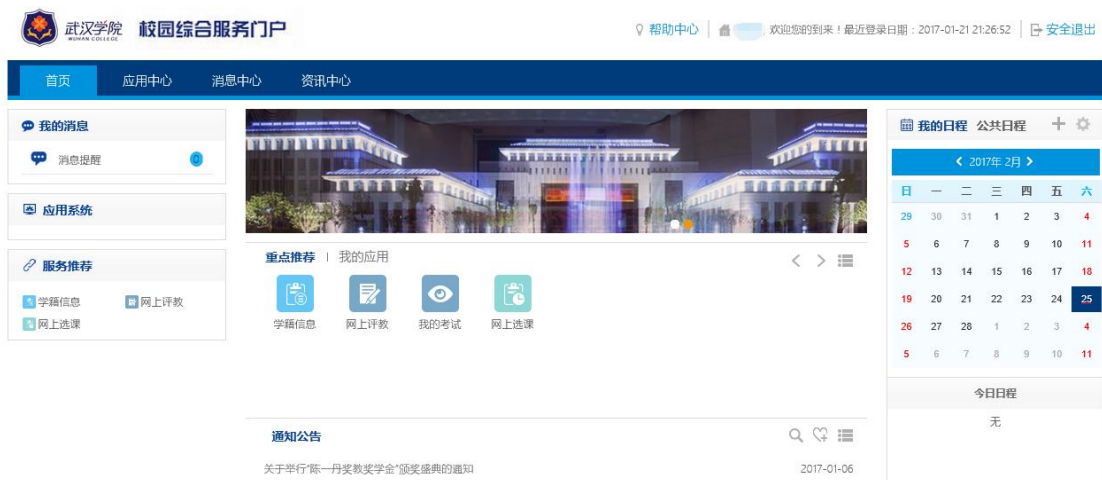 武汉学院 校园综合服务门户
WUHAN COLLEGE
帮助中心 欢迎您的到来！最近登录日期：2017-01-21 21:26:52 安全退出
首页 应用中心 消息中心 资讯中心
我的消息
消息提醒 0
应用系统
服务推荐
学籍信息 网上评教
网上选课
重点推荐 | 我的应用
学籍信息 网上评教 我的考试 网上选课
通知公告
关于举行“陈一丹奖教奖学金”颁奖盛典的通知 2017-01-06
我的日程 公共日程
2017年 2月
日 一 二 三 四 五 六
29 30 31 1 2 3 4
5 6 7 8 9 10 11
12 13 14 15 16 17 18
19 20 21 22 23 24 25
26 27 28 1 2 3 4
5 6 7 8 9 10 11
今日日程
无